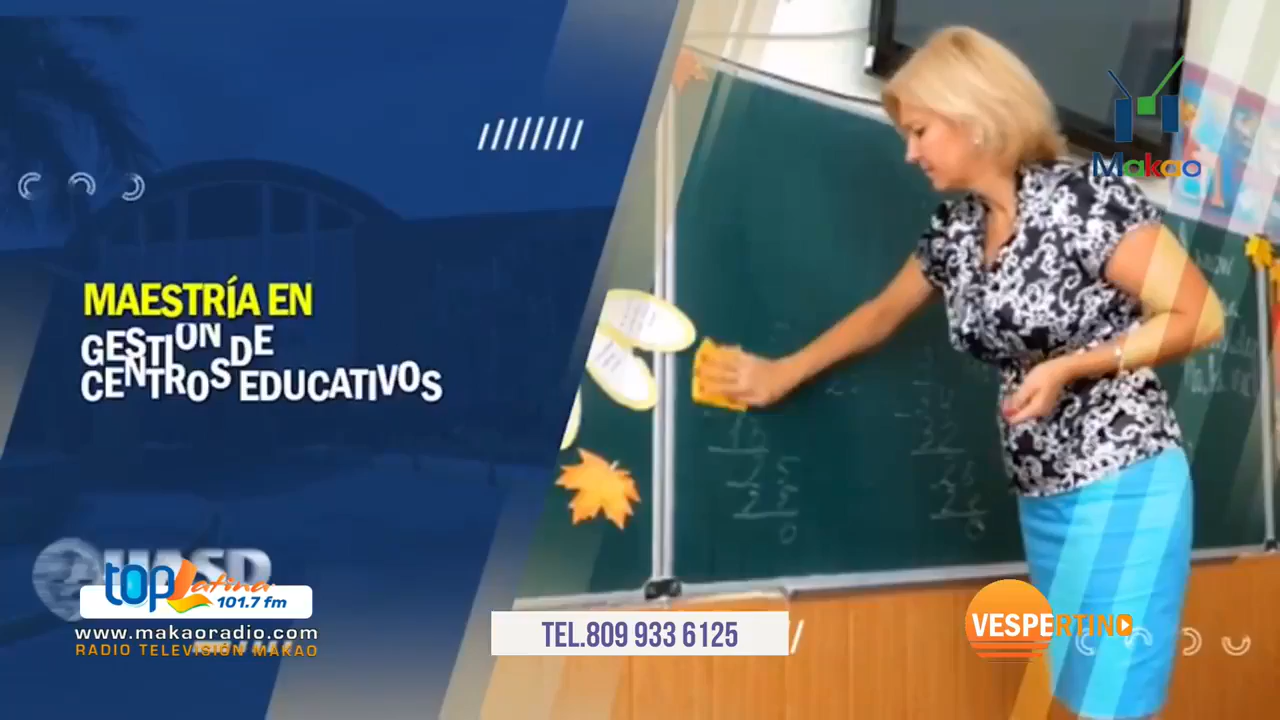 Makao
MAESTRÍA EN
GESTION DE
CENTROS EDUCATIVOS
UASD
top Latina
101.7 fm
www.makaoradio.com
RADIO TELEVISIÓN MAKAO
TEL.809 933 6125
VESPERTINO